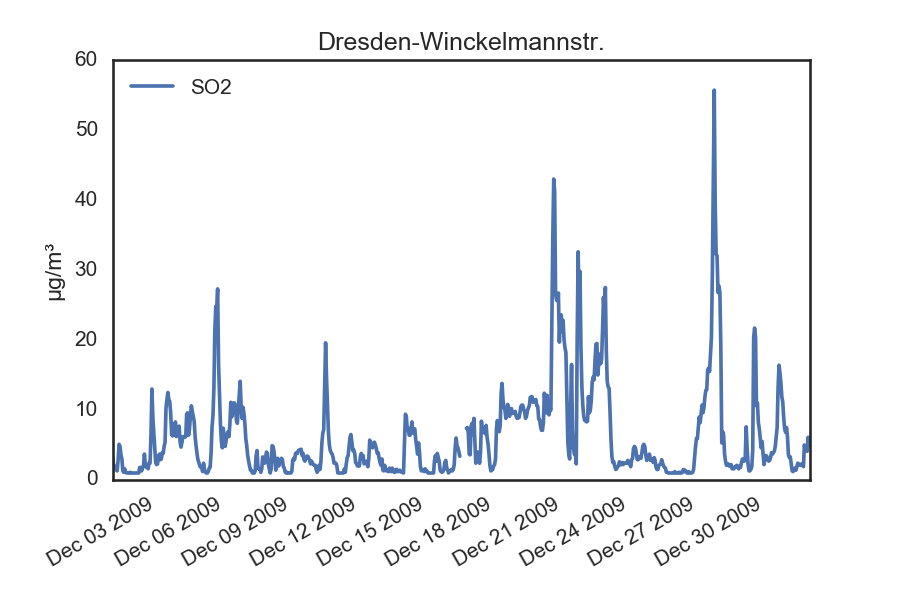 Dresden-Winckelmannstr.
60
SO2
50
40
µg/m³
30
20
10
0
Dec 03 2009
Dec 06 2009
Dec 09 2009
Dec 12 2009
Dec 15 2009
Dec 18 2009
Dec 21 2009
Dec 24 2009
Dec 27 2009
Dec 30 2009